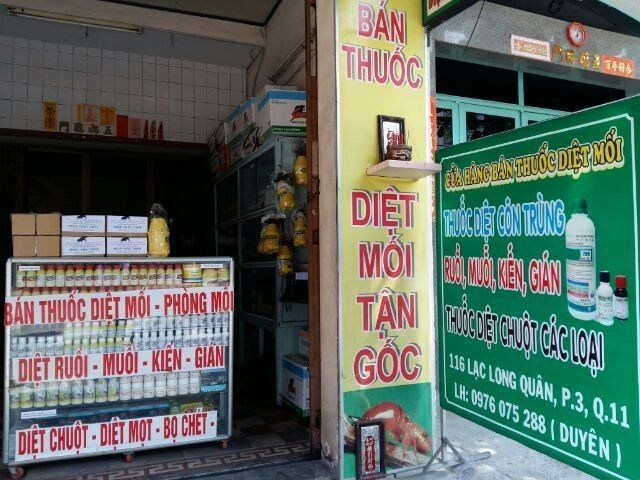 BÁN
THUỐC
DIỆT
MỐI
TẬN
GỐC
BÁN THUỐC DIỆT MỐI - PHÒNG MỐI
DIỆT RUỒI - MUỖI - KIẾN - GIÁN
DIỆT CHUỘT - DIỆT MỌT - BỌ CHÉT -
CỬA HÀNG BÁN THUỐC DIỆT MỐI
THUỐC DIỆT CÔN TRÙNG
RUỒI, MUỖI, KIẾN, GIÁN
THUỐC DIỆT CHUỘT CÁC LOẠI
116 LẠC LONG QUÂN, P.3, Q.11
LH: 0976 075 288 ( DUYÊN )